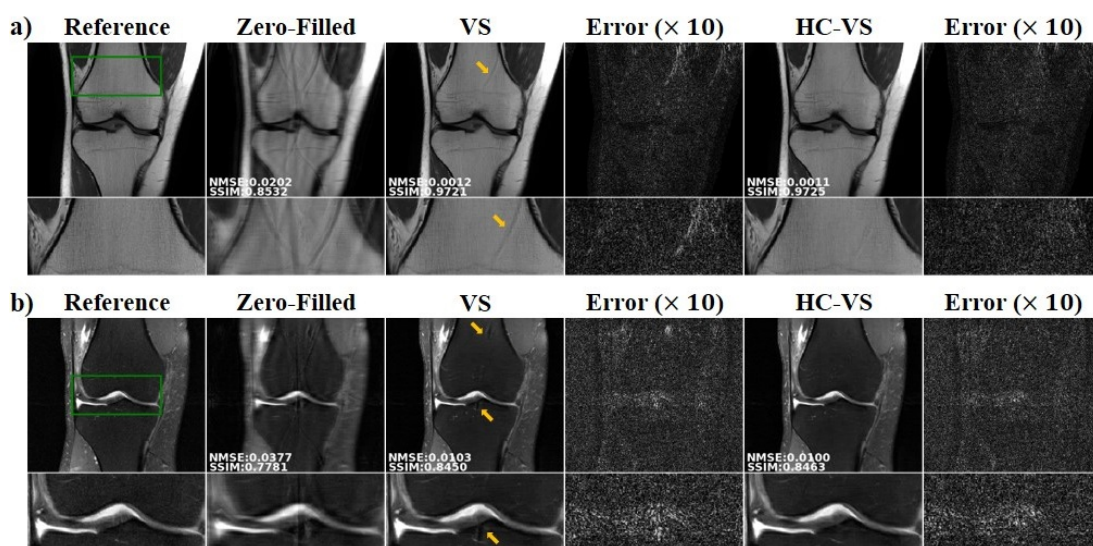 a) Reference Zero-Filled VS Error (× 10) HC-VS Error (× 10)
NMSE:0.0202 NMSE:0.0012 NMSE:0.0011
SSIM:0.8532 SSIM:0.9721 SSIM:0.9725
b) Reference Zero-Filled VS Error (× 10) HC-VS Error (× 10)
NMSE:0.0377 NMSE:0.0103 NMSE:0.0100
SSIM:0.7781 SSIM:0.8450 SSIM:0.8463